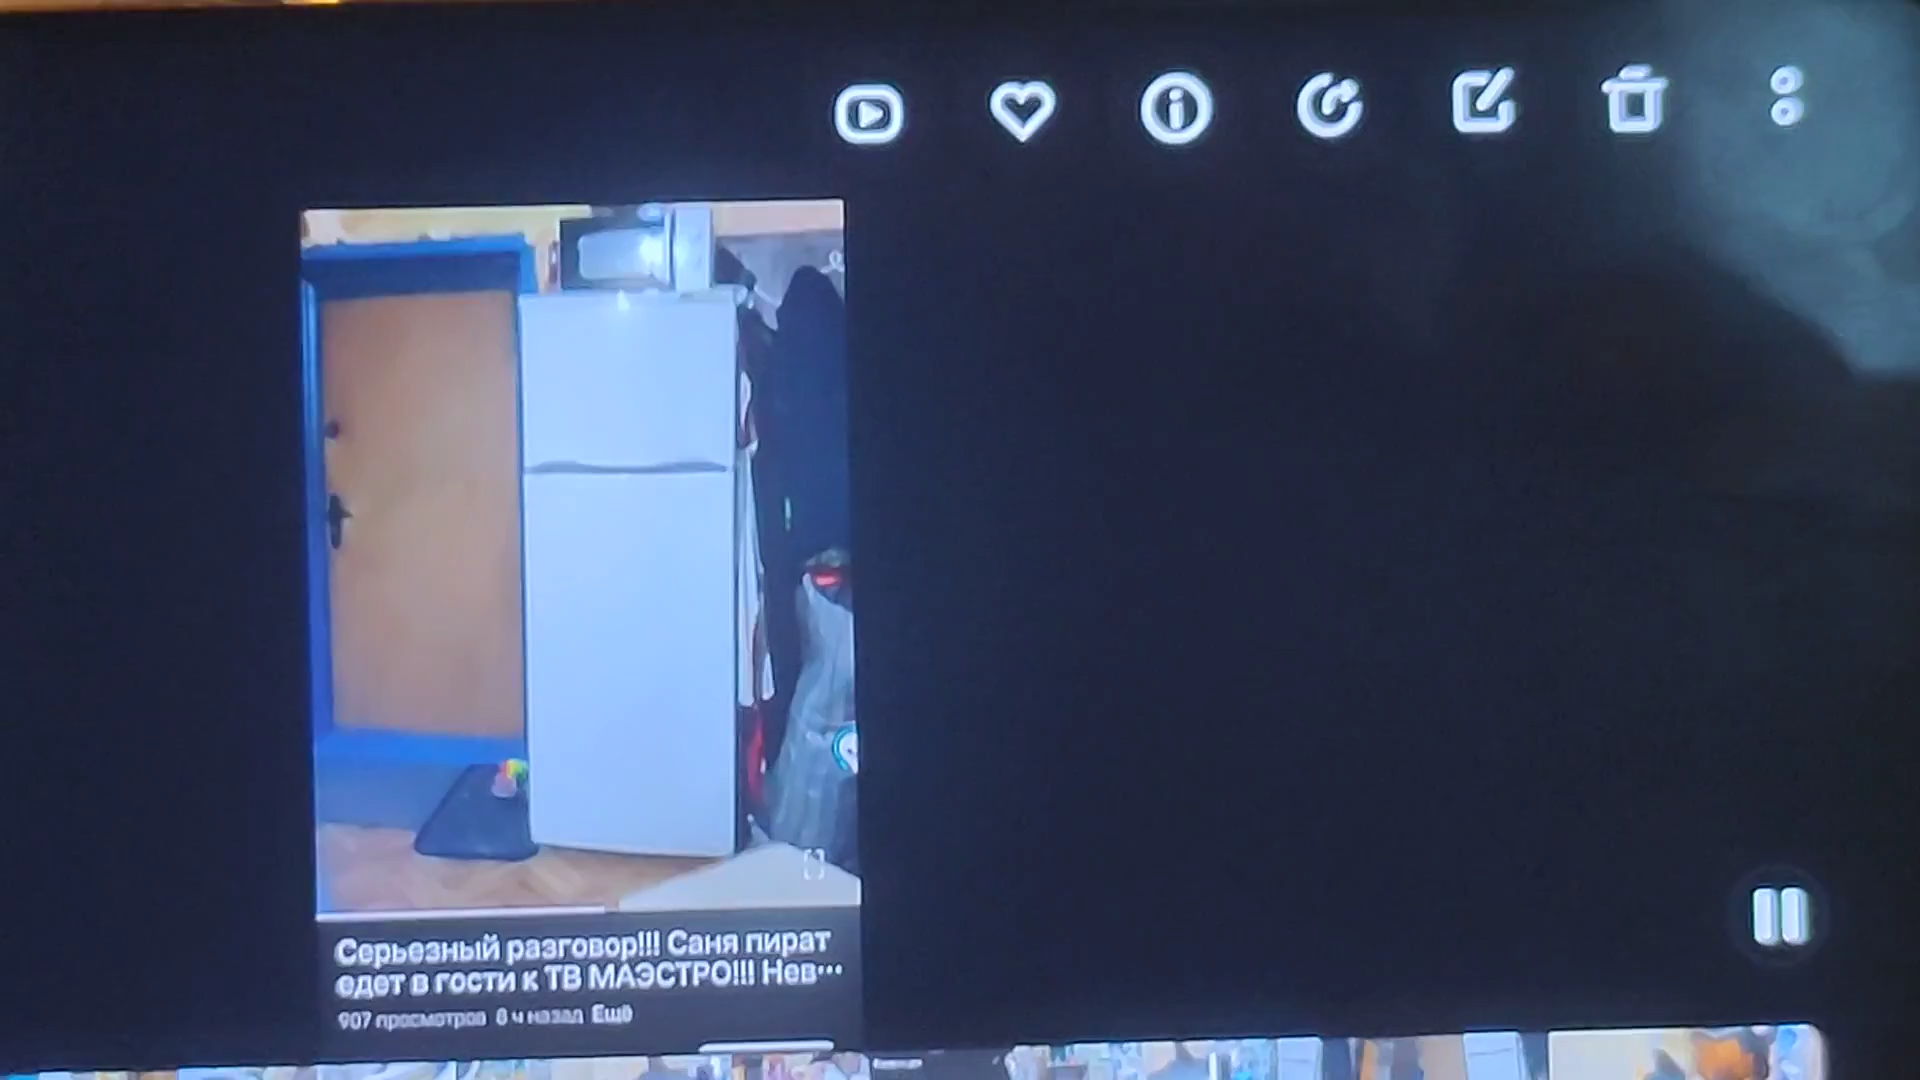 Серьезный разговор!!! Саня пират
едет в гости к ТВ МАЭСТРО!!! Нев...
907 просмотров 8 ч назад Ещё